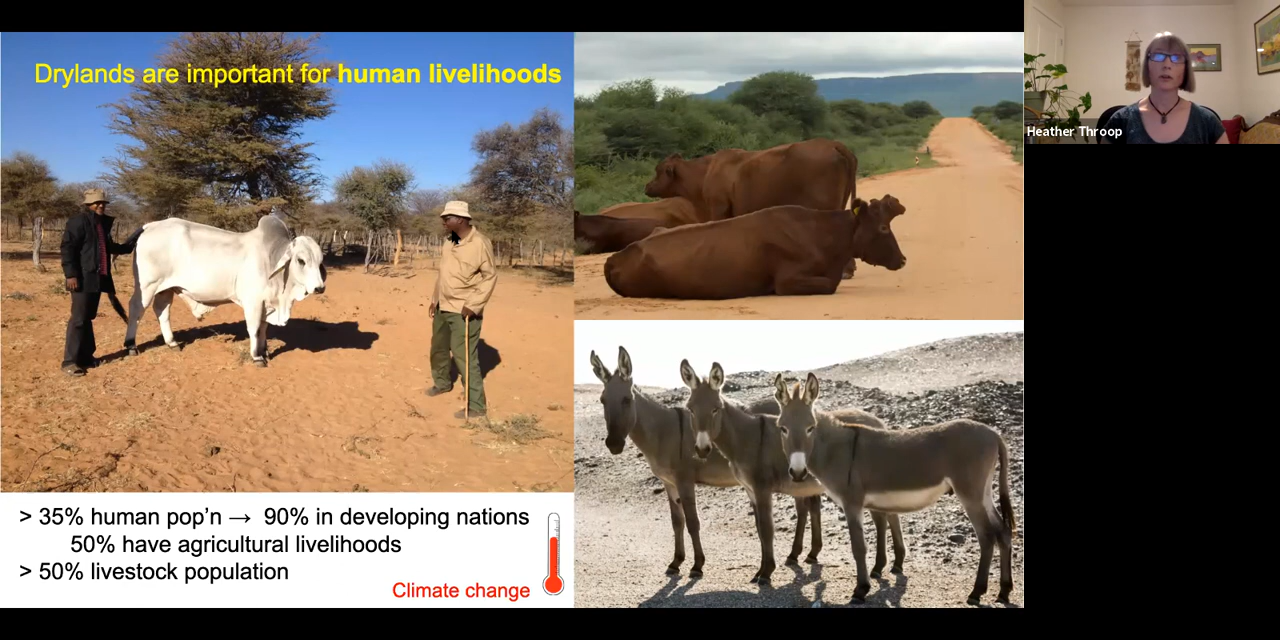 Drylands are important for human livelihoods
Heather Throop
> 35% human pop'n → 90% in developing nations
50% have agricultural livelihoods
> 50% livestock population
Climate change